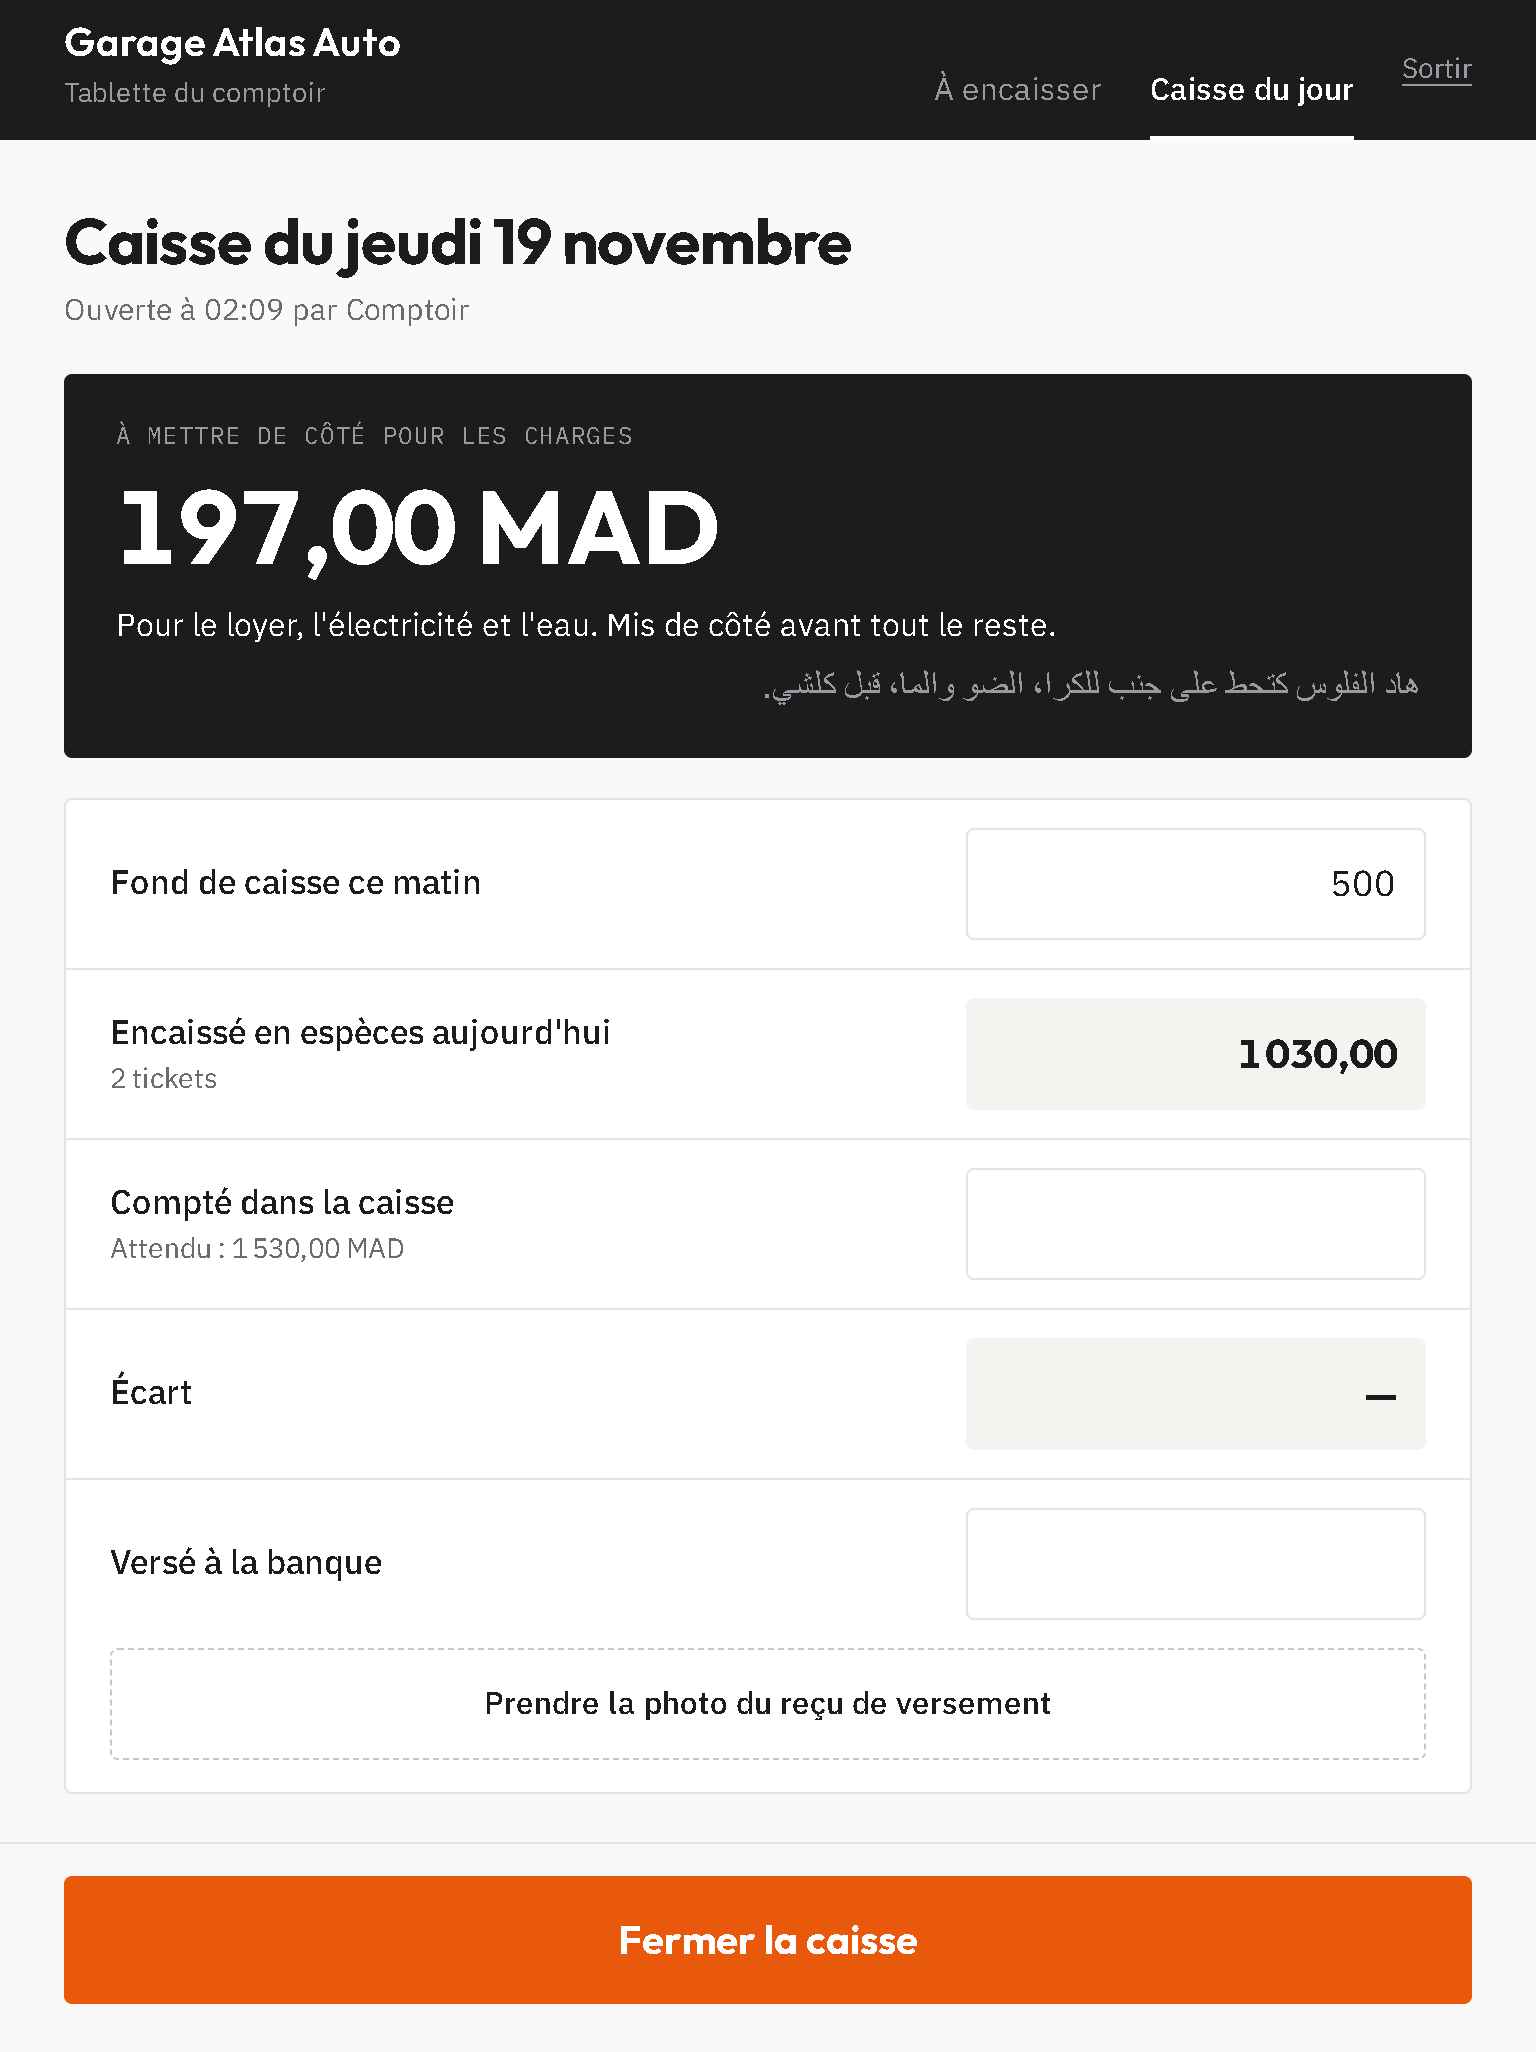 Garage Atlas Auto
Tablette du comptoir
À encaisser
Caisse du jour
Sortir
Caisse du jeudi 19 novembre
Ouverte à 02:09 par Comptoir
À METTRE DE CÔTÉ POUR LES CHARGES
197,00 MAD
Pour le loyer, l'électricité et l'eau. Mis de côté avant tout le reste.
هاد الفلوس كتحط على جنب للكرا، الضو والما، قبل كلشي.
Fond de caisse ce matin
500
Encaissé en espèces aujourd'hui
2 tickets
1 030,00
Compté dans la caisse
Attendu : 1 530,00 MAD
Écart
—
Versé à la banque
Prendre la photo du reçu de versement
Fermer la caisse